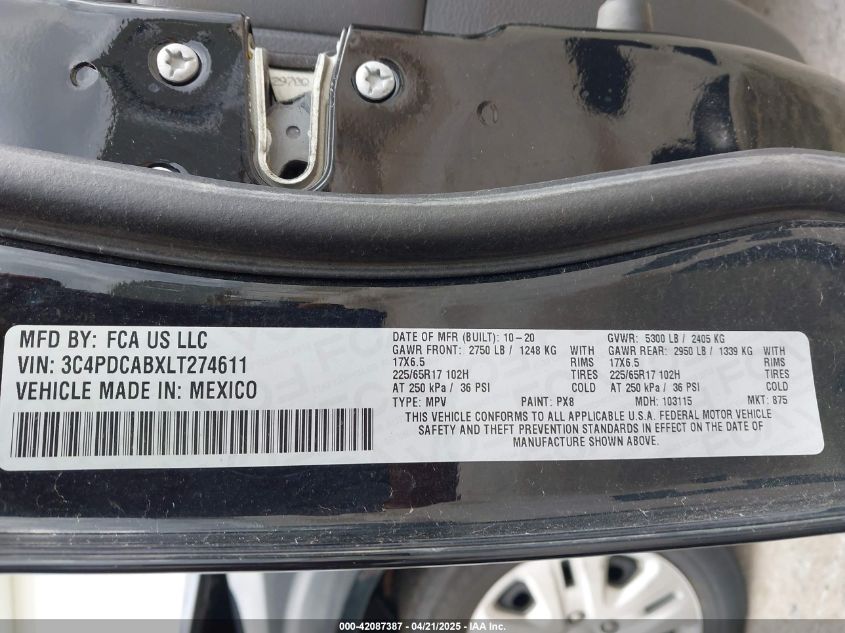 29700
MFD BY: FCA US LLC
VIN: 3C4PDCABXLT274611
VEHICLE MADE IN: MEXICO
DATE OF MFR (BUILT): 10-20 GVWR: 5300 LB / 2405 KG
GAWR FRONT: 2750 LB / 1248 KG WITH GAWR REAR: 2950 LB / 1339 KG WITH
17X6.5 RIMS 17X6.5 RIMS
225/65R17 102H TIRES 225/65R17 102H TIRES
AT 250 kPa / 36 PSI COLD AT 250 kPa / 36 PSI COLD
TYPE: MPV PAINT: PX8 MDH: 103115 MKT: 875
THIS VEHICLE CONFORMS TO ALL APPLICABLE U.S.A. FEDERAL MOTOR VEHICLE
SAFETY AND THEFT PREVENTION STANDARDS IN EFFECT ON THE DATE OF
MANUFACTURE SHOWN ABOVE.
000-42087387 - 04/21/2025 - IAA Inc.